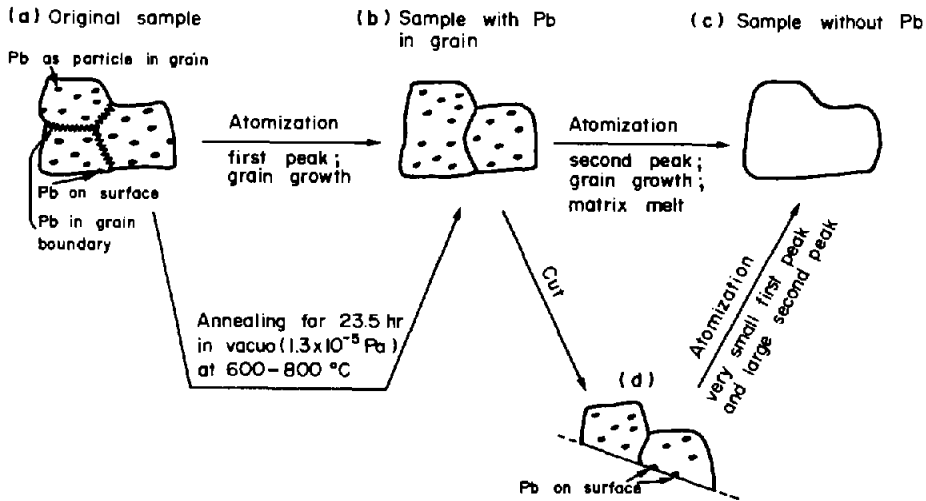 (a) Original sample
Pb as particle in grain
Pb on surface
Pb in grain
boundary
Atomization
first peak;
grain growth
(b) Sample with Pb
in grain
Atomization
second peak;
grain growth;
matrix melt
(c) Sample without Pb
Annealing for 23.5 hr
in vacuo (1.3x10⁻⁵ Pa)
at 600-800 °C
Cut
(d)
Pb on surface
Atomization
very small first peak
and large second peak